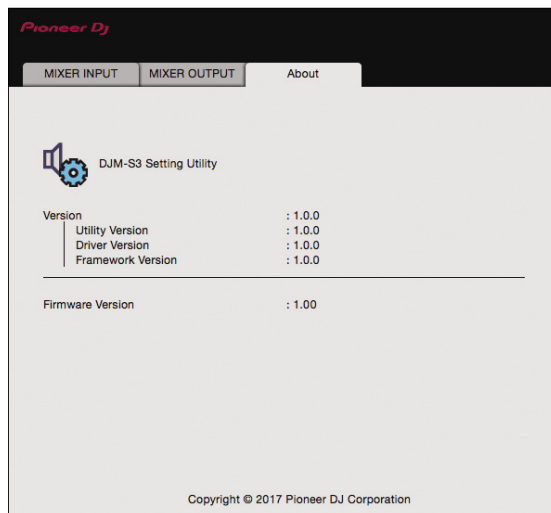 Pioneer Dj
MIXER INPUT MIXER OUTPUT About
DJM-S3 Setting Utility
Version : 1.0.0
Utility Version : 1.0.0
Driver Version : 1.0.0
Framework Version : 1.0.0
Firmware Version : 1.00
Copyright © 2017 Pioneer DJ Corporation